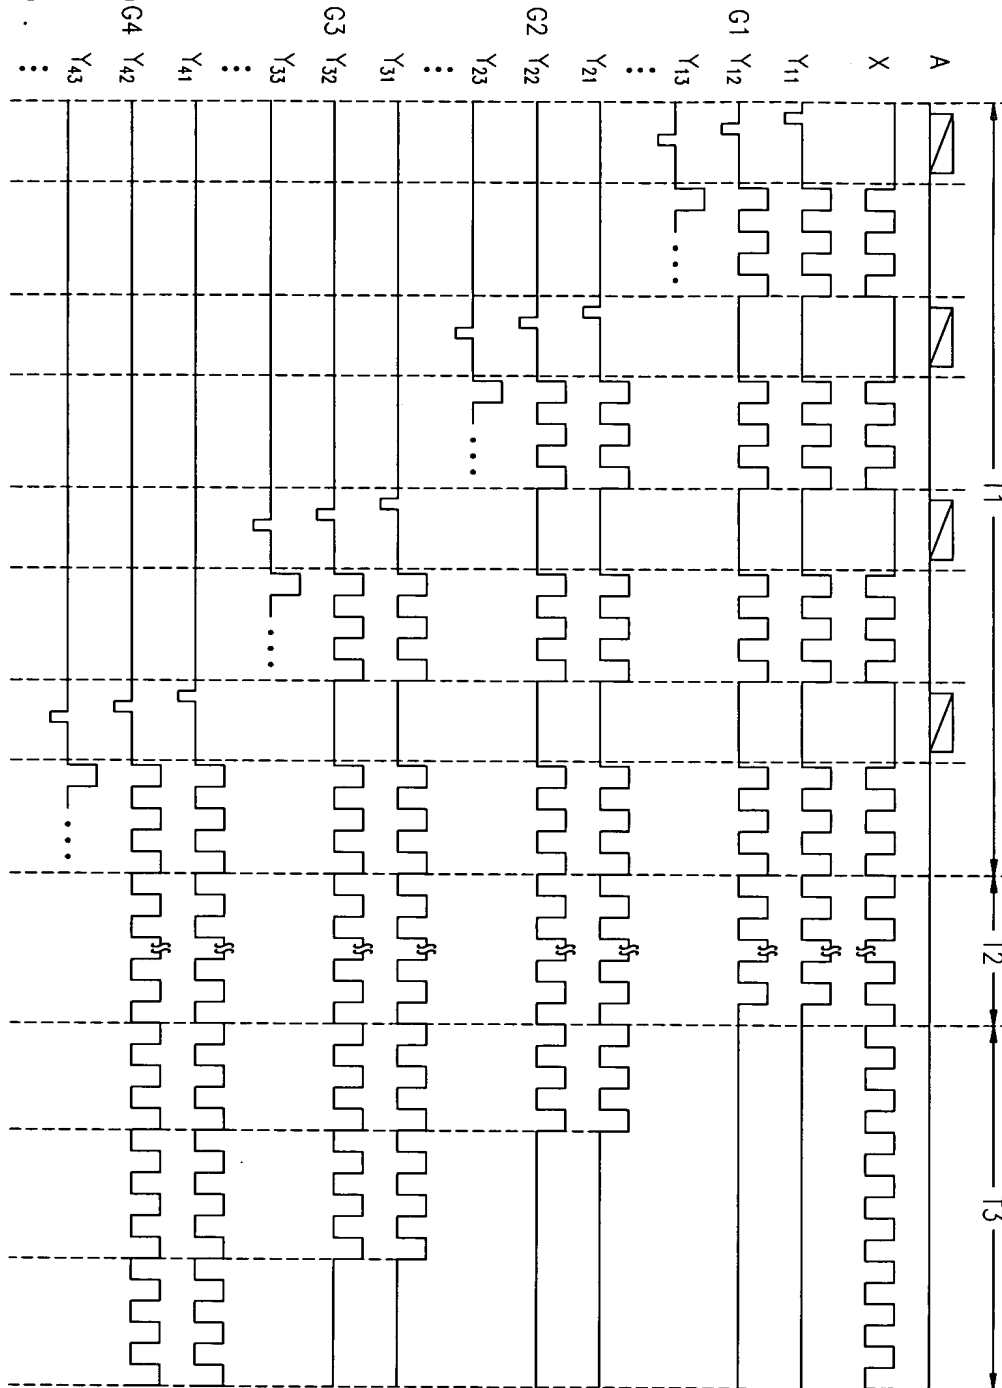 T1 T2 T3
A
X
Y11
G1 Y12
Y13
⋮
Y21
G2 Y22
Y23
⋮
Y31
G3 Y32
Y33
⋮
Y41
G4 Y42
Y43
⋮